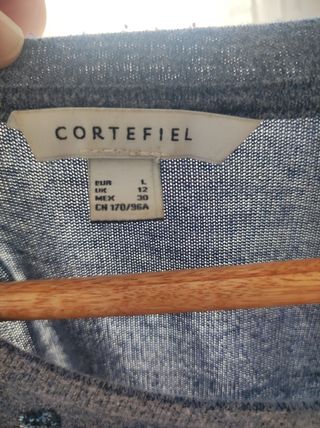 CORTEFIEL
EUR L
UK 12
MEX 30
CN 170/96A